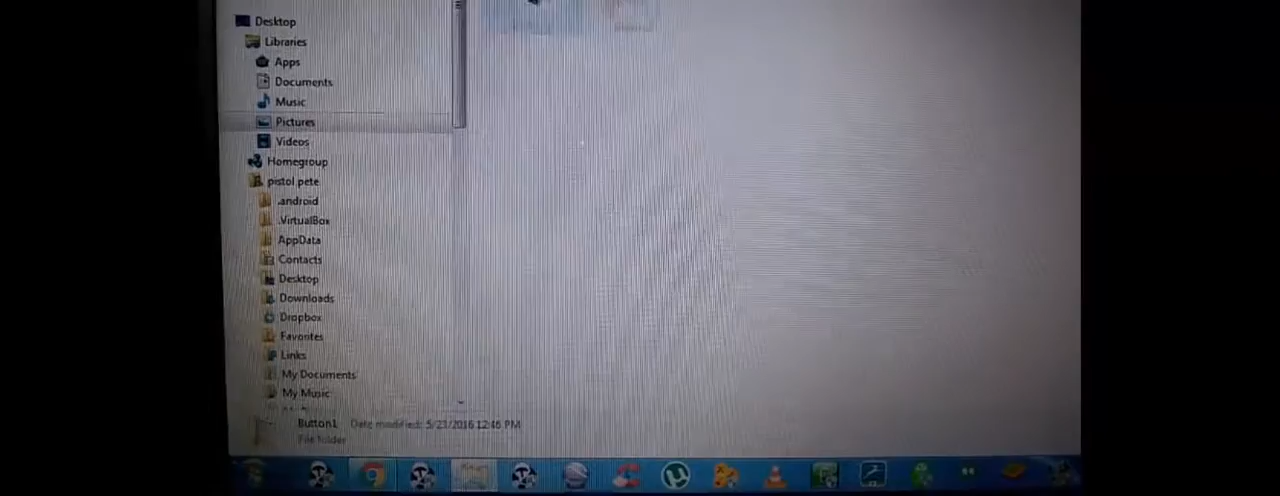 Desktop
Libraries
Apps
Documents
Music
Pictures
Videos
Homegroup
pistol pete
.android
.VirtualBox
AppData
Contacts
Desktop
Downloads
Dropbox
Favorites
Links
My Documents
My Music
Button1 Date modified: 5/23/2016 12:46 PM
File folder